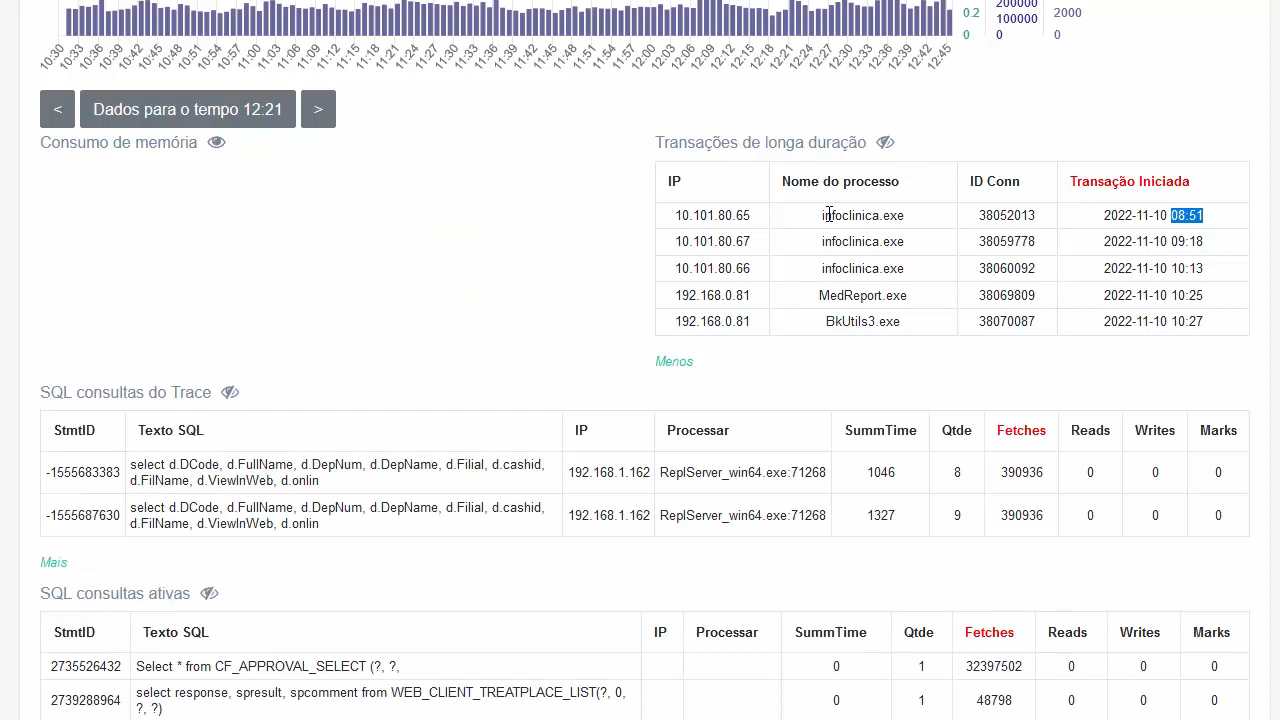 200000
0.2 100000 2000
0 0 0
10:30 10:33 10:36 10:39 10:42 10:45 10:48 10:51 10:54 10:57 11:00 11:03 11:06 11:09 11:12 11:15 11:18 11:21 11:24 11:27 11:30 11:33 11:36 11:39 11:42 11:45 11:48 11:51 11:54 11:57 12:00 12:03 12:06 12:09 12:12 12:15 12:18 12:21 12:24 12:27 12:30 12:33 12:36 12:39 12:42 12:45
< Dados para o tempo 12:21 >
Consumo de memória
Transações de longa duração
IP Nome do processo ID Conn Transação Iniciada
10.101.80.65 infoclinica.exe 38052013 2022-11-10 08:51
10.101.80.67 infoclinica.exe 38059778 2022-11-10 09:18
10.101.80.66 infoclinica.exe 38060092 2022-11-10 10:13
192.168.0.81 MedReport.exe 38069809 2022-11-10 10:25
192.168.0.81 BkUtils3.exe 38070087 2022-11-10 10:27
Menos
SQL consultas do Trace
StmtID Texto SQL IP Processar SummTime Qtde Fetches Reads Writes Marks
-1555683383 select d.DCode, d.FullName, d.DepNum, d.DepName, d.Filial, d.cashid, 192.168.1.162 ReplServer_win64.exe:71268 1046 8 390936 0 0 0
d.FilName, d.ViewInWeb, d.onlin
-1555687630 select d.DCode, d.FullName, d.DepNum, d.DepName, d.Filial, d.cashid, 192.168.1.162 ReplServer_win64.exe:71268 1327 9 390936 0 0 0
d.FilName, d.ViewInWeb, d.onlin
Mais
SQL consultas ativas
StmtID Texto SQL IP Processar SummTime Qtde Fetches Reads Writes Marks
2735526432 Select * from CF_APPROVAL_SELECT (?, ?, 0 1 32397502 0 0 0
2739288964 select response, spresult, spcomment from WEB_CLIENT_TREATPLACE_LIST(?, 0, 0 1 48798 0 0 0
?, ?)